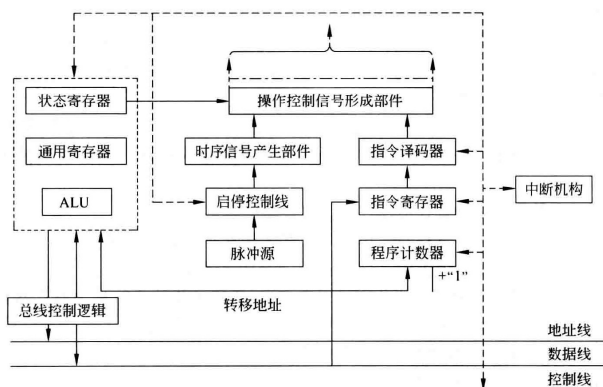 状态寄存器
操作控制信号形成部件
通用寄存器
时序信号产生部件
指令译码器
ALU
启停控制线
指令寄存器
中断机构
脉冲源
程序计数器
+“1”
总线控制逻辑
转移地址
地址线
数据线
控制线